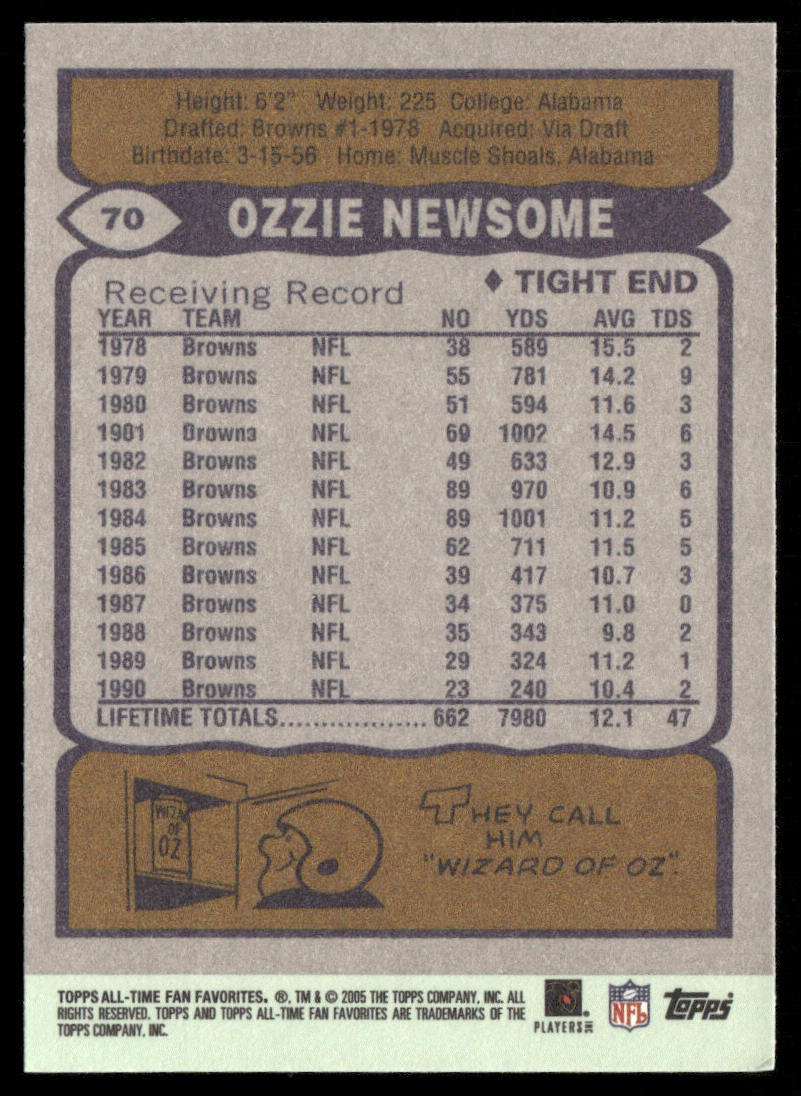 Height: 6'2" Weight: 225 College: Alabama
Drafted: Browns #1-1978 Acquired: Via Draft
Birthdate: 3-15-56 Home: Muscle Shoals, Alabama
70 OZZIE NEWSOME
♦ TIGHT END
Receiving Record
YEAR TEAM NO YDS AVG TDS
1978 Browns NFL 38 589 15.5 2
1979 Browns NFL 55 781 14.2 9
1980 Browns NFL 51 594 11.6 3
1981 Browns NFL 69 1002 14.5 6
1982 Browns NFL 49 633 12.9 3
1983 Browns NFL 89 970 10.9 6
1984 Browns NFL 89 1001 11.2 5
1985 Browns NFL 62 711 11.5 5
1986 Browns NFL 39 417 10.7 3
1987 Browns NFL 34 375 11.0 0
1988 Browns NFL 35 343 9.8 2
1989 Browns NFL 29 324 11.2 1
1990 Browns NFL 23 240 10.4 2
LIFETIME TOTALS.................. 662 7980 12.1 47
WIZARD
OF
OZ
THEY CALL
HIM
"WIZARD OF OZ".
TOPPS ALL-TIME FAN FAVORITES. ®, TM & © 2005 THE TOPPS COMPANY, INC. ALL
RIGHTS RESERVED. TOPPS AND TOPPS ALL-TIME FAN FAVORITES ARE TRADEMARKS OF THE
TOPPS COMPANY, INC.
PLAYERS INC
NFL
Topps